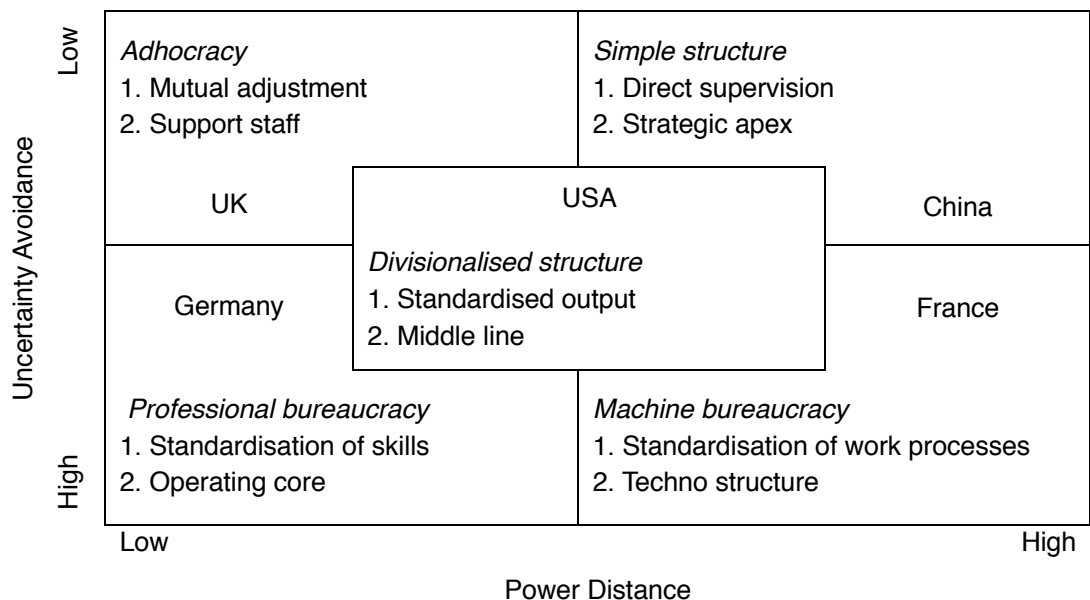 Low
Adhocracy
1. Mutual adjustment
2. Support staff
Simple structure
1. Direct supervision
2. Strategic apex
UK
USA
China
Uncertainty Avoidance
Divisionalised structure
1. Standardised output
2. Middle line
Germany
France
Professional bureaucracy
1. Standardisation of skills
2. Operating core
Machine bureaucracy
1. Standardisation of work processes
2. Techno structure
High
Low
High
Power Distance